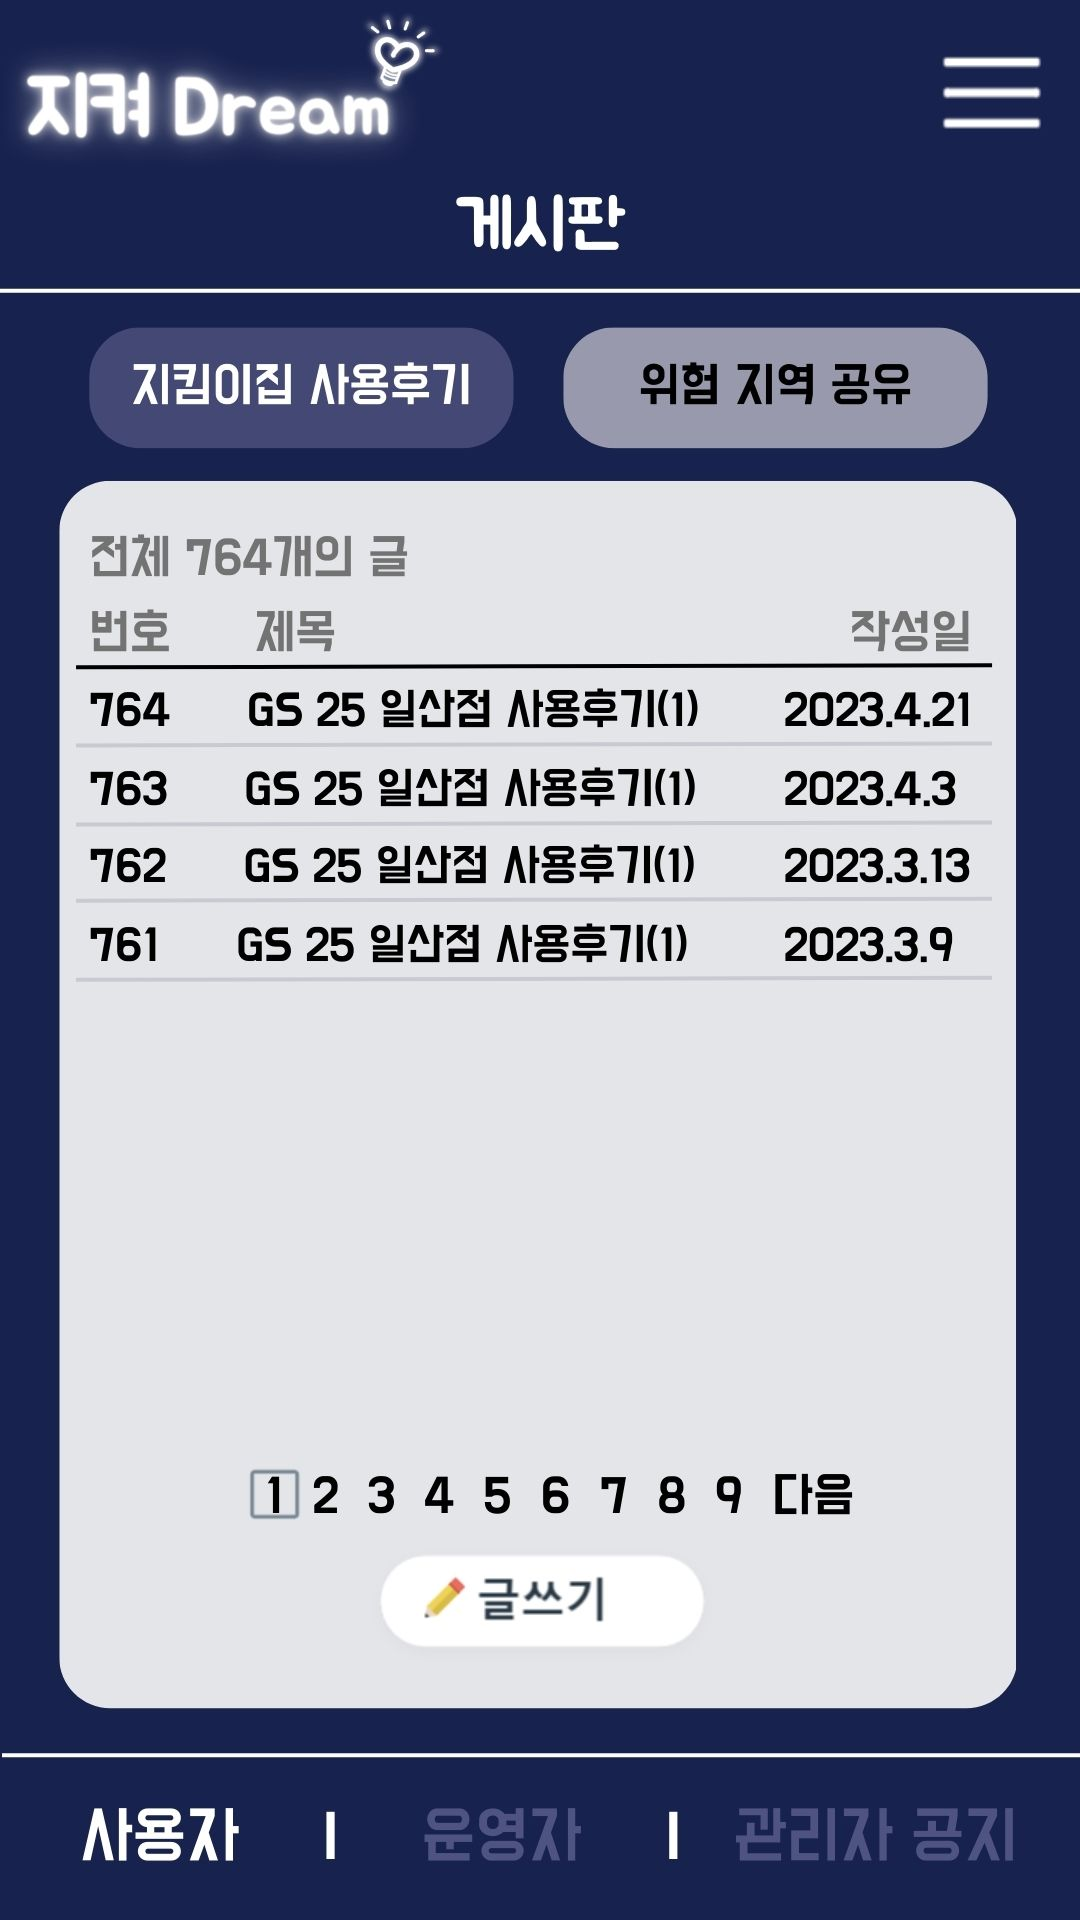 지켜 Dream
게시판
지킴이집 사용후기 위험 지역 공유
전체 764개의 글
번호 제목 작성일
764 GS 25 일산점 사용후기(1) 2023.4.21
763 GS 25 일산점 사용후기(1) 2023.4.3
762 GS 25 일산점 사용후기(1) 2023.3.13
761 GS 25 일산점 사용후기(1) 2023.3.9
1 2 3 4 5 6 7 8 9 다음
글쓰기
사용자 | 운영자 | 관리자 공지